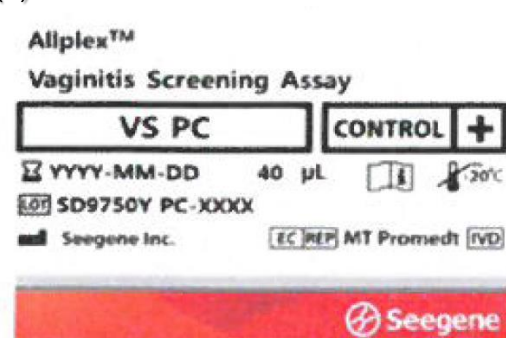 Allplex™
Vaginitis Screening Assay
VS PC CONTROL +
YYYY-MM-DD 40 μL -20℃
LOT SD9750Y PC-XXXX
Seegene Inc. EC REP MT Promedt IVD
Seegene